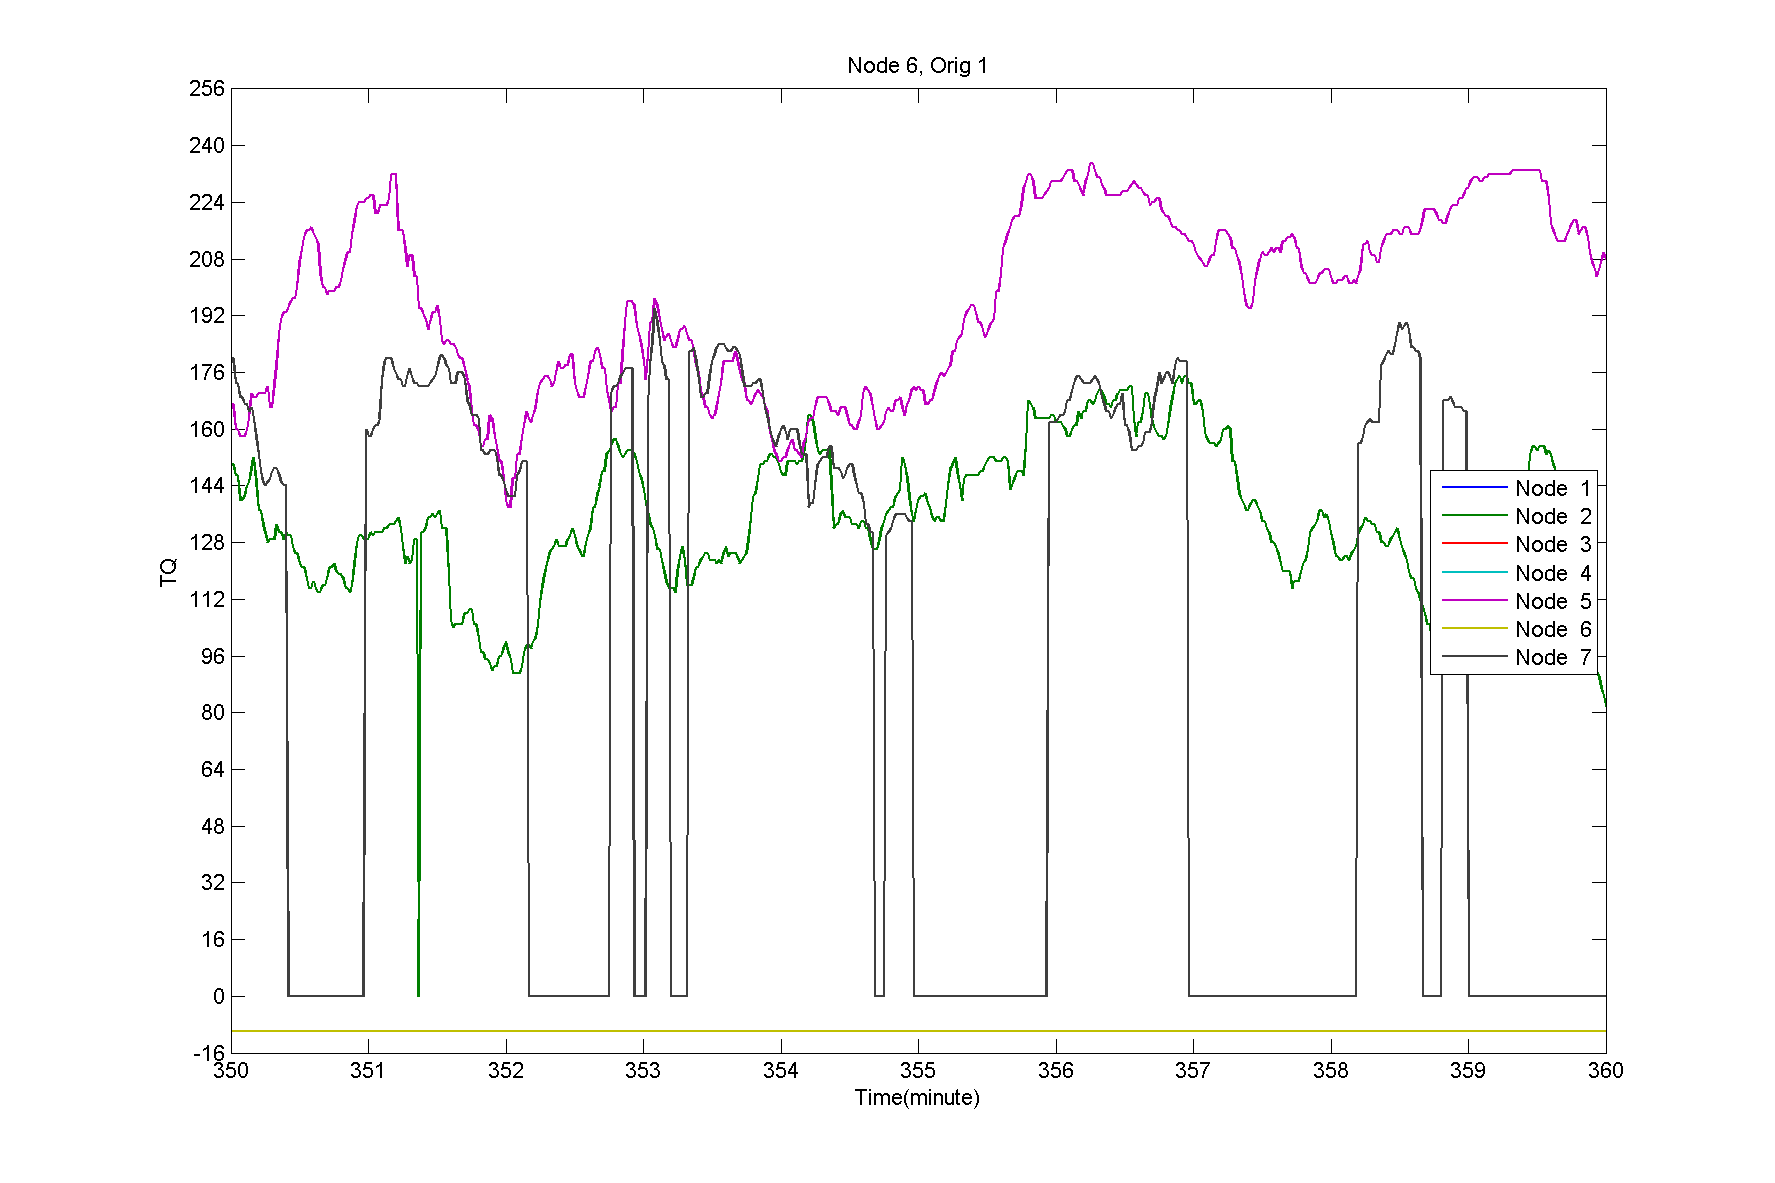 Node 6, Orig 1
256
240
224
208
192
176
160
144
128
112
96
80
64
48
32
16
0
-16
TQ
350 351 352 353 354 355 356 357 358 359 360
Time(minute)
Node 1
Node 2
Node 3
Node 4
Node 5
Node 6
Node 7